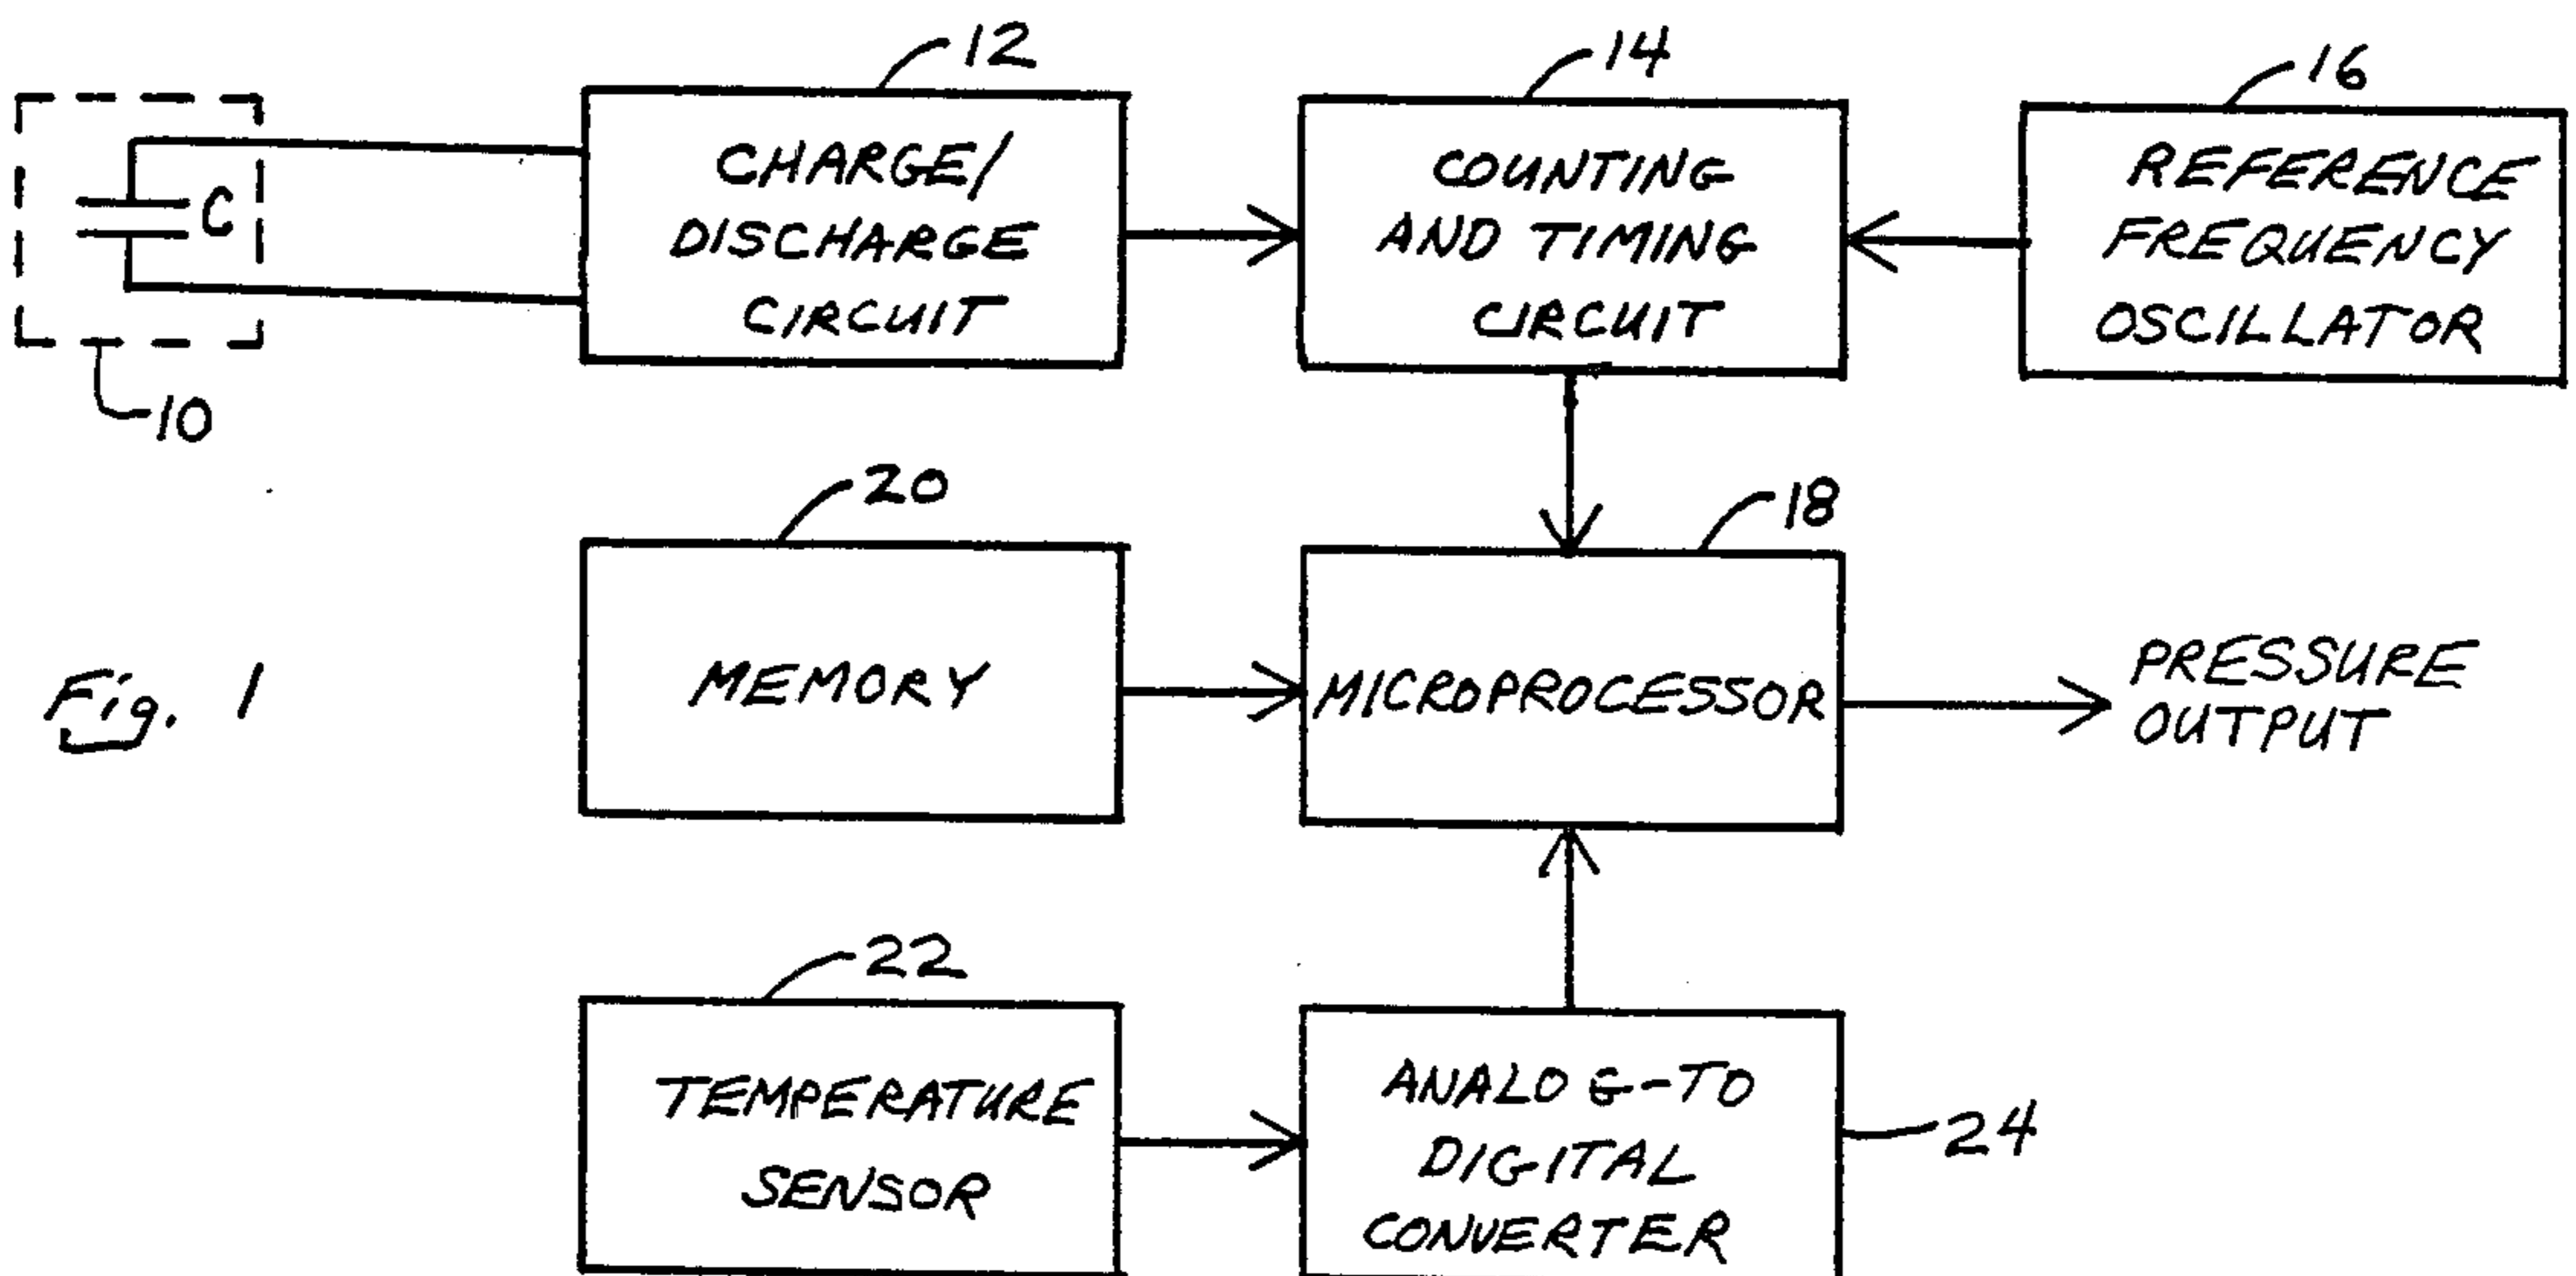 12
14
16
CHARGE/
DISCHARGE
CIRCUIT
COUNTING
AND TIMING
CIRCUIT
REFERENCE
FREQUENCY
OSCILLATOR
C
10
20
18
MEMORY
MICROPROCESSOR
PRESSURE
OUTPUT
Fig. 1
22
TEMPERATURE
SENSOR
ANALOG-TO
DIGITAL
CONVERTER
24